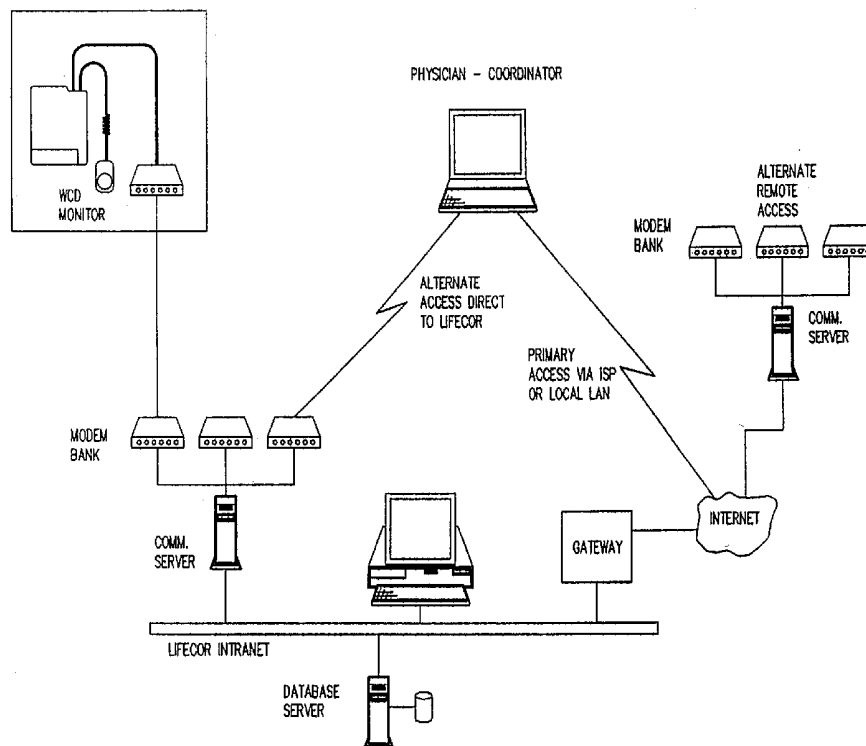 PHYSICIAN - COORDINATOR
WCD
MONITOR
ALTERNATE
REMOTE
ACCESS
MODEM
BANK
ALTERNATE
ACCESS DIRECT
TO LIFECOR
COMM.
SERVER
PRIMARY
ACCESS VIA ISP
OR LOCAL LAN
MODEM
BANK
COMM.
SERVER
GATEWAY
INTERNET
LIFECOR INTRANET
DATABASE
SERVER